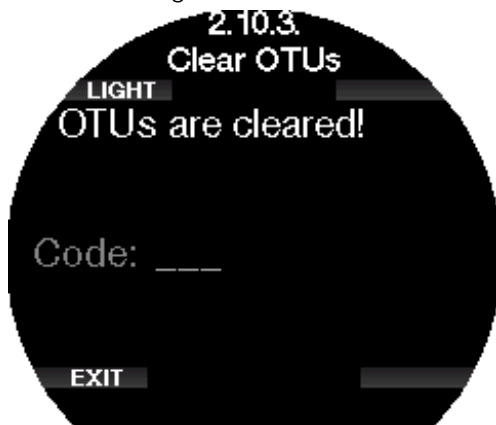 2.10.3.
Clear OTUs
LIGHT
OTUs are cleared!
Code: ___
EXIT